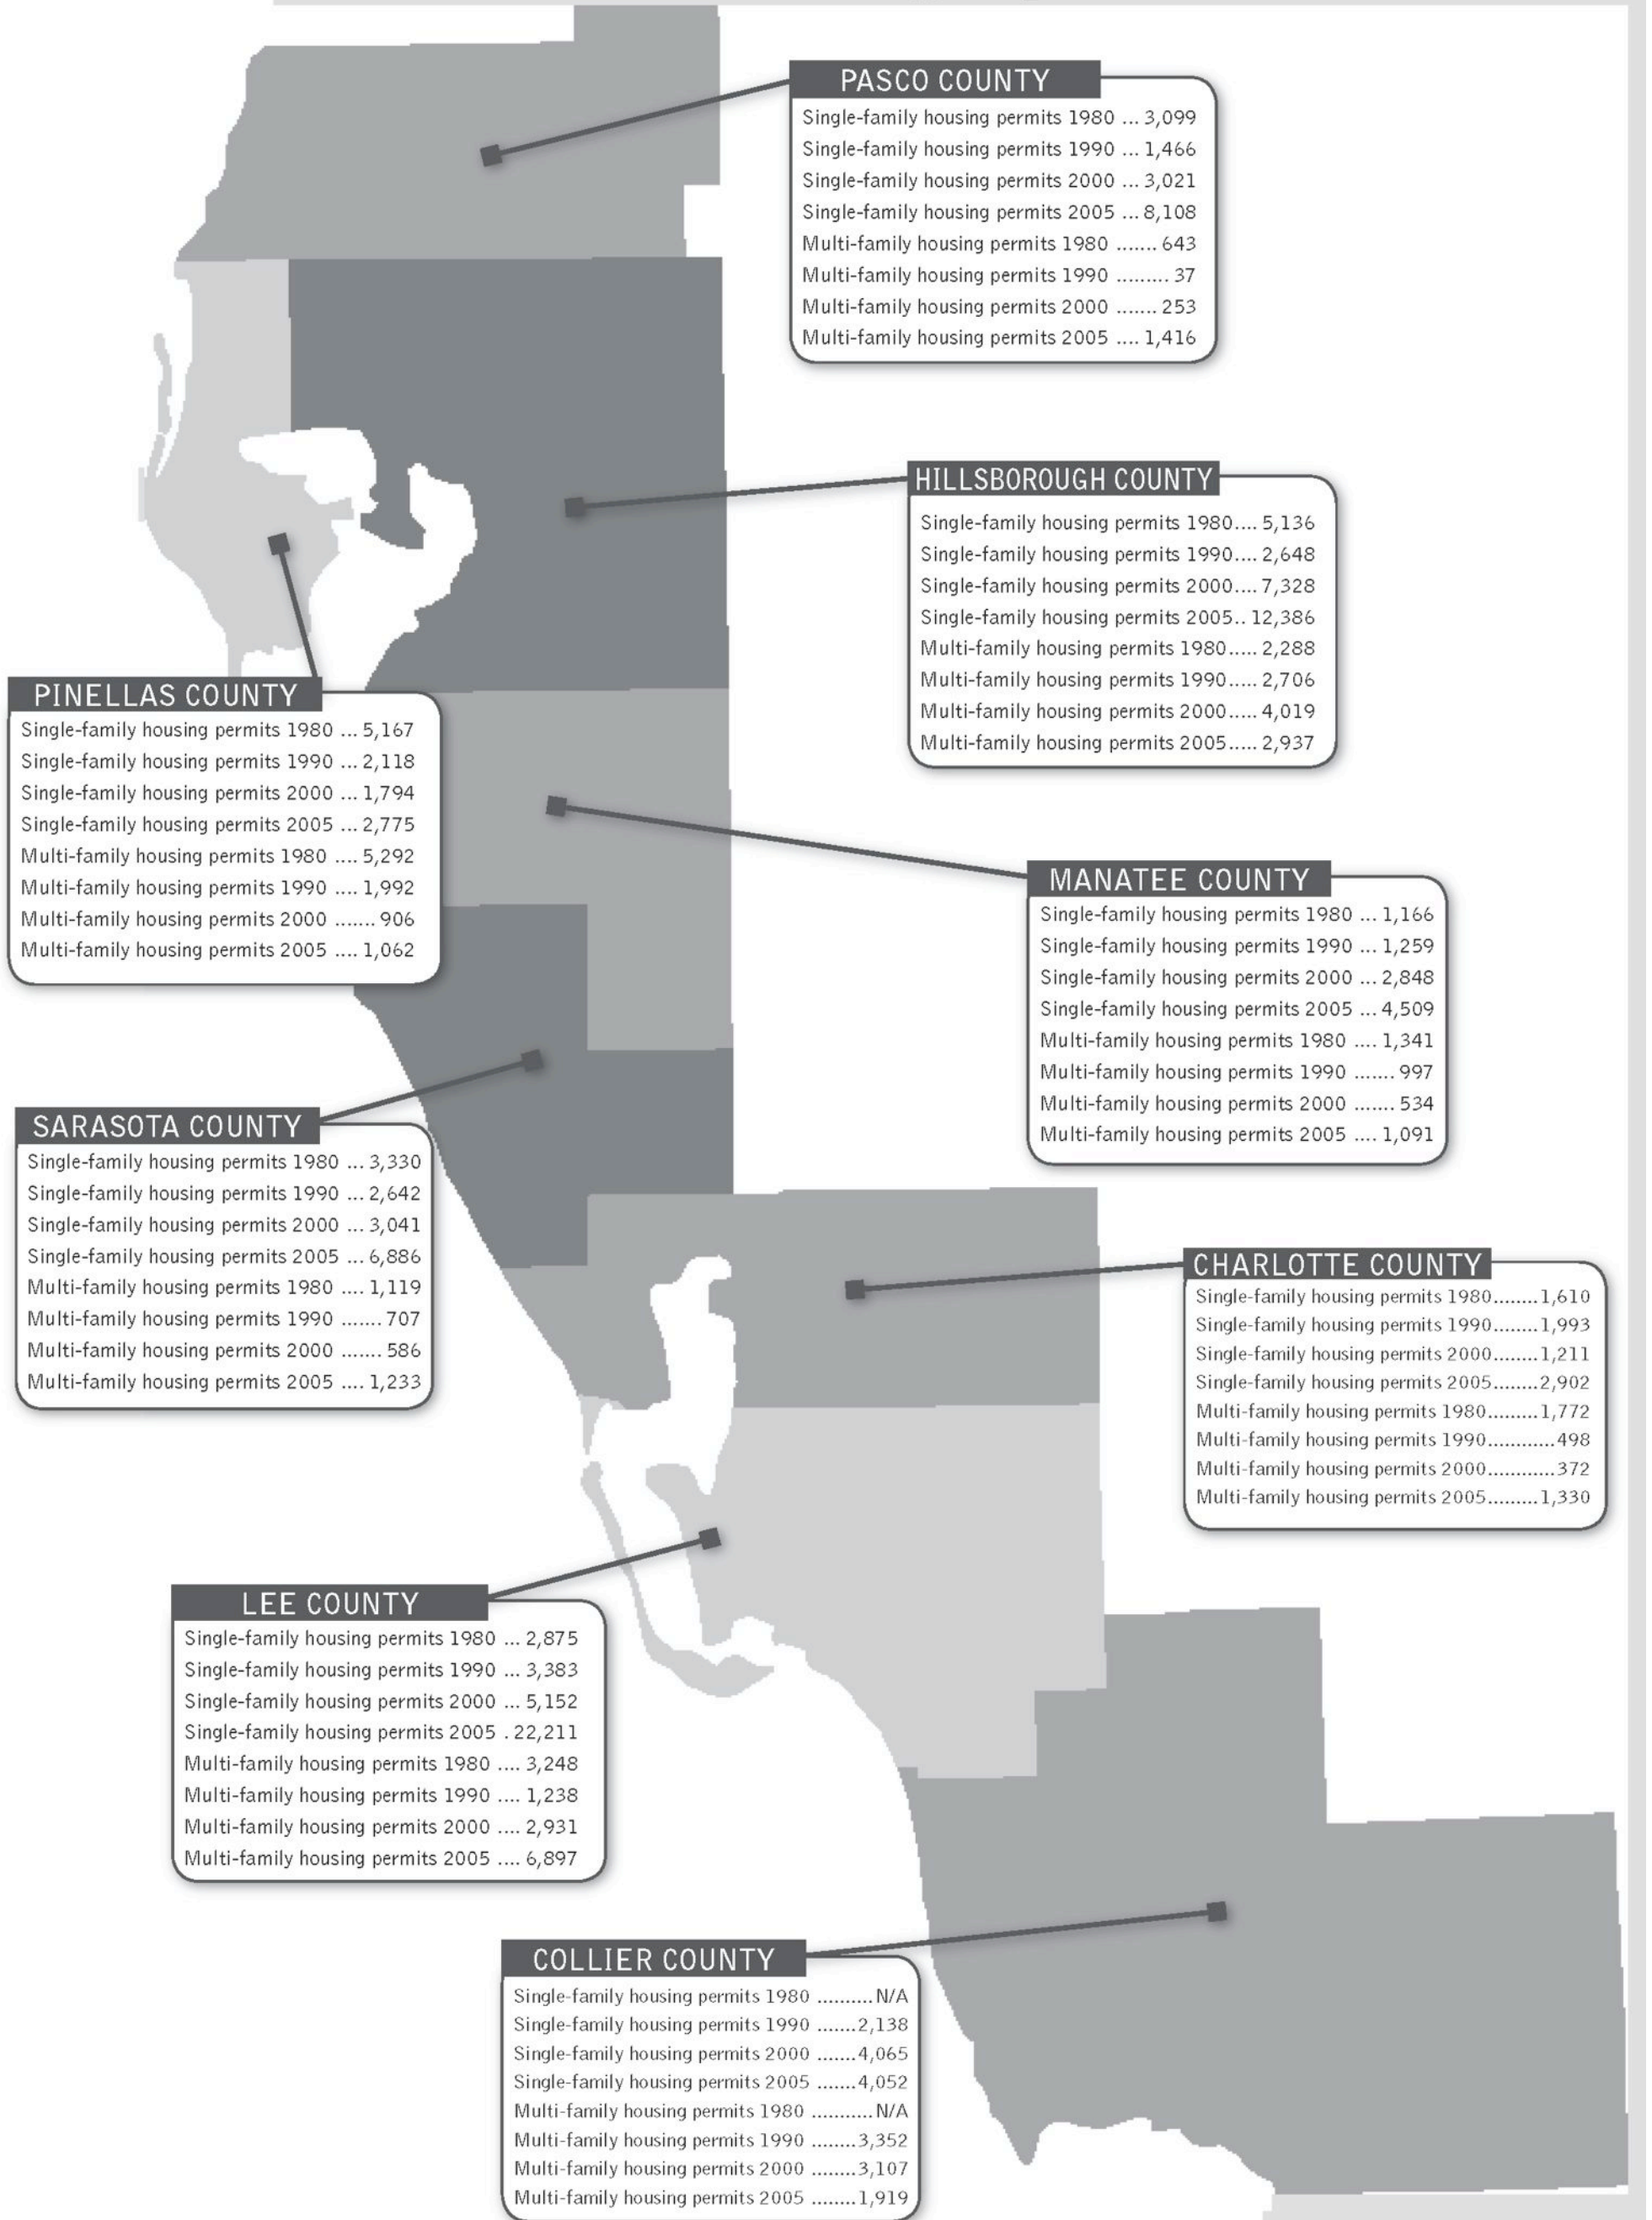 PASCO COUNTY
Single-family housing permits 1980 ... 3,099
Single-family housing permits 1990 ... 1,466
Single-family housing permits 2000 ... 3,021
Single-family housing permits 2005 ... 8,108
Multi-family housing permits 1980 ....... 643
Multi-family housing permits 1990 ......... 37
Multi-family housing permits 2000 ....... 253
Multi-family housing permits 2005 .... 1,416
HILLSBOROUGH COUNTY
Single-family housing permits 1980.... 5,136
Single-family housing permits 1990.... 2,648
Single-family housing permits 2000.... 7,328
Single-family housing permits 2005.. 12,386
Multi-family housing permits 1980..... 2,288
Multi-family housing permits 1990..... 2,706
Multi-family housing permits 2000..... 4,019
Multi-family housing permits 2005..... 2,937
PINELLAS COUNTY
Single-family housing permits 1980 ... 5,167
Single-family housing permits 1990 ... 2,118
Single-family housing permits 2000 ... 1,794
Single-family housing permits 2005 ... 2,775
Multi-family housing permits 1980 .... 5,292
Multi-family housing permits 1990 .... 1,992
Multi-family housing permits 2000 ....... 906
Multi-family housing permits 2005 .... 1,062
MANATEE COUNTY
Single-family housing permits 1980 ... 1,166
Single-family housing permits 1990 ... 1,259
Single-family housing permits 2000 ... 2,848
Single-family housing permits 2005 ... 4,509
Multi-family housing permits 1980 .... 1,341
Multi-family housing permits 1990 ....... 997
Multi-family housing permits 2000 ....... 534
Multi-family housing permits 2005 .... 1,091
SARASOTA COUNTY
Single-family housing permits 1980 ... 3,330
Single-family housing permits 1990 ... 2,642
Single-family housing permits 2000 ... 3,041
Single-family housing permits 2005 ... 6,886
Multi-family housing permits 1980 .... 1,119
Multi-family housing permits 1990 ....... 707
Multi-family housing permits 2000 ....... 586
Multi-family housing permits 2005 .... 1,233
CHARLOTTE COUNTY
Single-family housing permits 1980........1,610
Single-family housing permits 1990........1,993
Single-family housing permits 2000........1,211
Single-family housing permits 2005........2,902
Multi-family housing permits 1980.........1,772
Multi-family housing permits 1990............498
Multi-family housing permits 2000............372
Multi-family housing permits 2005.........1,330
LEE COUNTY
Single-family housing permits 1980 ... 2,875
Single-family housing permits 1990 ... 3,383
Single-family housing permits 2000 ... 5,152
Single-family housing permits 2005 . 22,211
Multi-family housing permits 1980 .... 3,248
Multi-family housing permits 1990 .... 1,238
Multi-family housing permits 2000 .... 2,931
Multi-family housing permits 2005 .... 6,897
COLLIER COUNTY
Single-family housing permits 1980 ..........N/A
Single-family housing permits 1990 .......2,138
Single-family housing permits 2000 .......4,065
Single-family housing permits 2005 .......4,052
Multi-family housing permits 1980 ...........N/A
Multi-family housing permits 1990 ........3,352
Multi-family housing permits 2000 ........3,107
Multi-family housing permits 2005 ........1,919